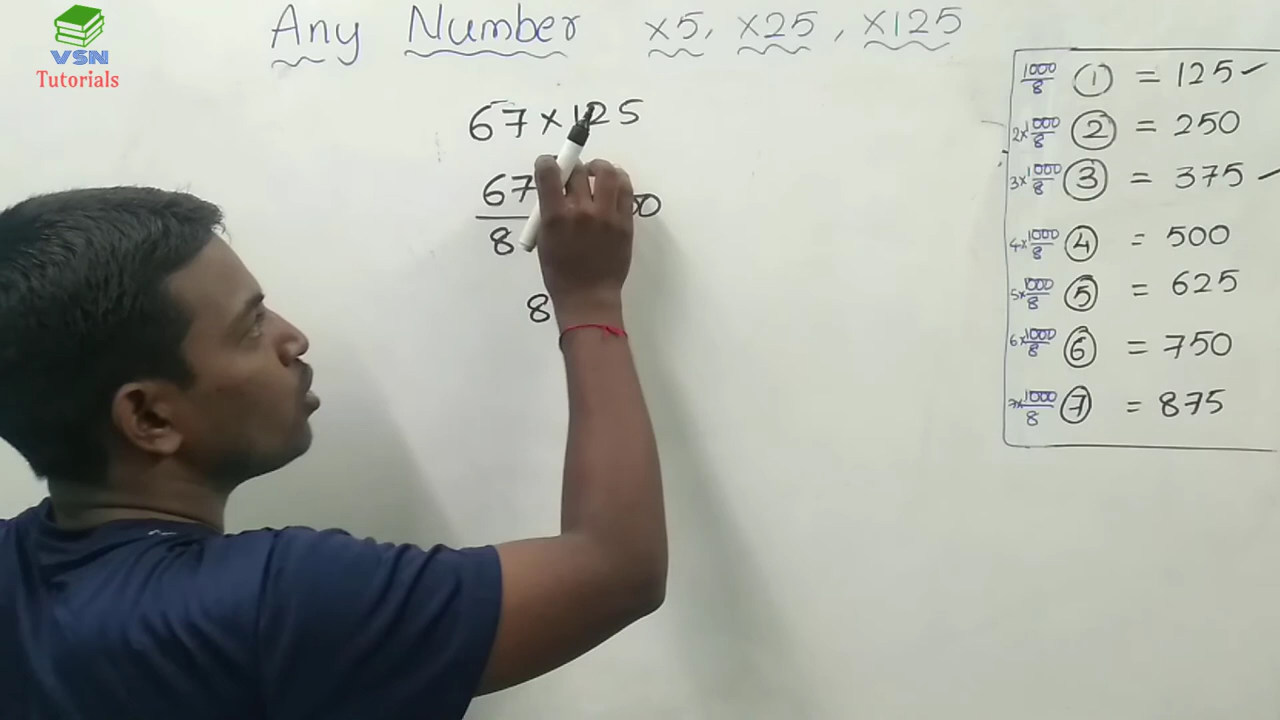 VSN
Tutorials
Any Number ×5, ×25, ×125
67×125
67
8
00
8
1000/8 ① = 125 ✓
2×1000/8 ② = 250
3×1000/8 ③ = 375
4×1000/8 ④ = 500
5×1000/8 ⑤ = 625
6×1000/8 ⑥ = 750
7×1000/8 ⑦ = 875